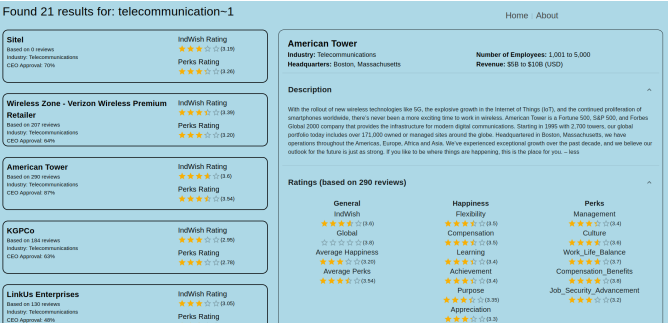 Found 21 results for: telecommunication~1
Home | About
Sitel
Based on 0 reviews
Industry: Telecommunications
CEO Approval: 70%
IndWish Rating
(3.19)
Perks Rating
(3.26)
Wireless Zone - Verizon Wireless Premium
Retailer
Based on 207 reviews
Industry: Telecommunications
CEO Approval: 64%
IndWish Rating
(3.39)
Perks Rating
(3.20)
American Tower
Based on 290 reviews
Industry: Telecommunications
CEO Approval: 87%
IndWish Rating
(3.6)
Perks Rating
(3.54)
KGPCo
Based on 184 reviews
Industry: Telecommunications
CEO Approval: 63%
IndWish Rating
(2.95)
Perks Rating
(2.78)
LinkUs Enterprises
Based on 130 reviews
Industry: Telecommunications
CEO Approval: 48%
IndWish Rating
(3.05)
Perks Rating
American Tower
Industry: Telecommunications
Number of Employees: 1,001 to 5,000
Headquarters: Boston, Massachusetts
Revenue: $5B to $10B (USD)
Description
With the rollout of new wireless technologies like 5G, the explosive growth in the Internet of Things (IoT), and the continued proliferation of
smartphones worldwide, there's never been a more exciting time to work in wireless. American Tower is a Fortune 500, S&P 500, and Forbes
Global 2000 company that provides the infrastructure for modern digital communications. Starting in 1995 with 2,700 towers, our global
portfolio today includes over 171,000 owned or managed sites around the globe. Headquartered in Boston, Massachusetts, we have
operations throughout the Americas, Europe, Africa and Asia. We've experienced exceptional growth over the past decade, and we believe our
outlook for the future is just as strong. If you like to be where things are happening, this is the place for you. – less
Ratings (based on 290 reviews)
General
IndWish
(3.6)
Global
(3.8)
Average Happiness
(3.20)
Average Perks
(3.54)
Happiness
Flexibility
(3.5)
Compensation
(3.5)
Learning
(3.4)
Achievement
(3.4)
Purpose
(3.35)
Appreciation
(3.3)
Perks
Management
(3.4)
Culture
(3.6)
Work_Life_Balance
(3.7)
Compensation_Benefits
(3.8)
Job_Security_Advancement
(3.2)